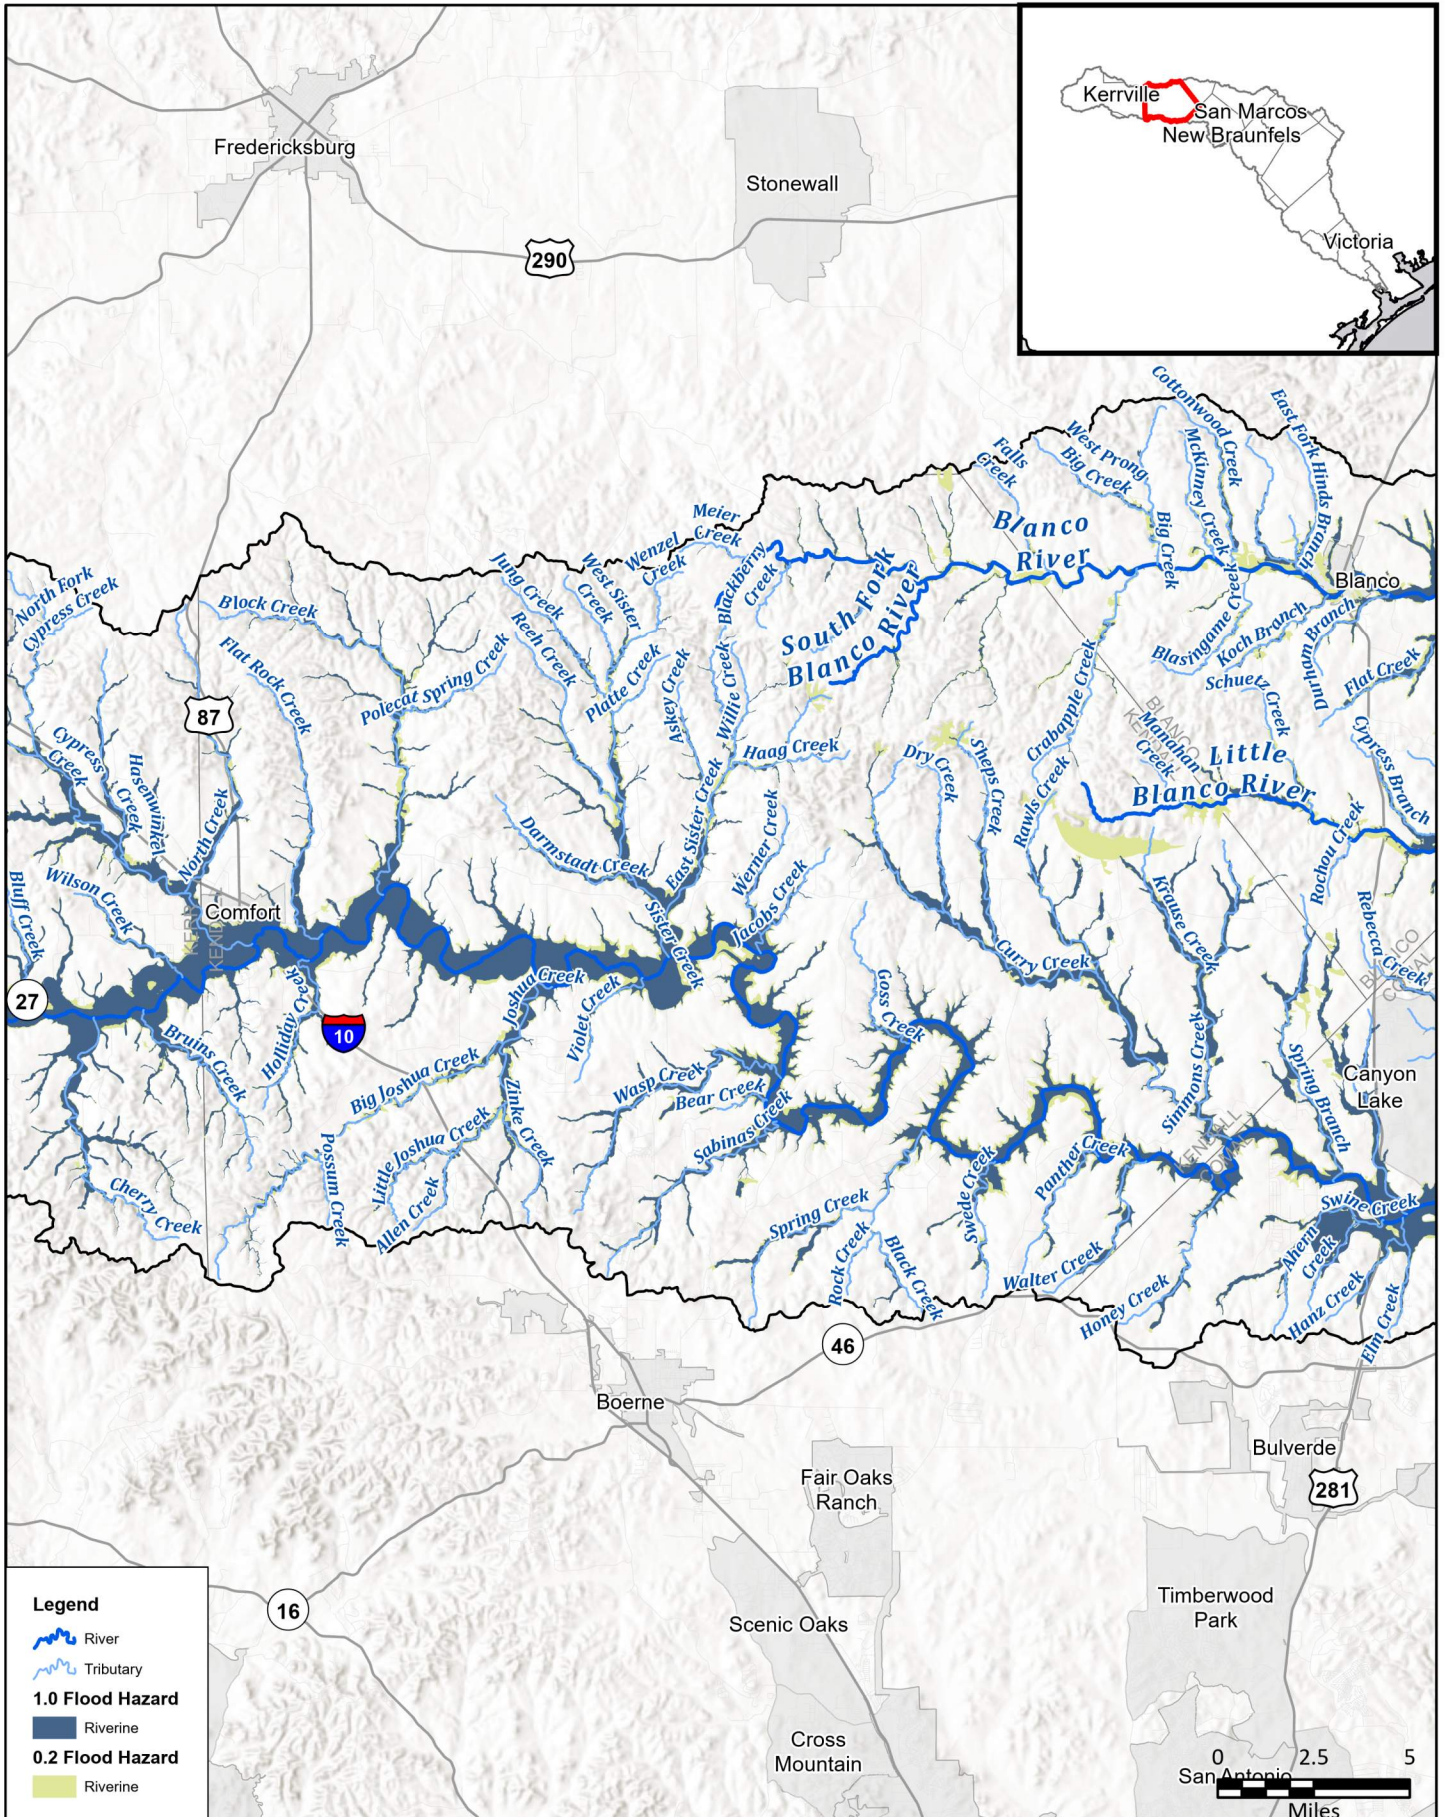 Kerrville
San Marcos
New Braunfels
Victoria
Fredericksburg
Stonewall
290
Cottonwood Creek
East Fork Hinds Branch
West Prong
Big Creek
McKinney Creek
Falls
Creek
Big Creek
Blanco
River
Meier
Creek
Wenzel
Creek
Blackberry
Creek
South Fork
Blanco River
Blanco
North Fork
Cypress Creek
Block Creek
Jung Creek
West Sister
Creek
Reeh Creek
Flat Rock Creek
Polecat Spring Creek
Platte Creek
Askey Creek
Willie Creek
Haag Creek
Blasingame Creek
Koch Branch
Durham Branch
Flat Creek
Schuetz Creek
87
Crabapple Creek
BLANCO
KENDALL
Manahan
Creek
Little
Blanco River
Cypress Branch
Cypress
Creek
Hasenwinkel
Creek
North Creek
Dry Creek
Sheps Creek
Rawls Creek
Darmstadt Creek
East Sister Creek
Werner Creek
Jacobs Creek
Rochou Creek
Bluff Creek
Wilson Creek
Comfort
KERR
KENDALL
Sister Creek
Krause Creek
Rebecca Creek
BLANCO
COMAL
27
Holliday Creek
10
Joshua Creek
Violet Creek
Goss Creek
Curry Creek
Bruins Creek
Big Joshua Creek
Zinke Creek
Wasp Creek
Bear Creek
Simmons Creek
Spring Branch
Canyon
Lake
Little Joshua Creek
Sabinas Creek
Possum Creek
Allen Creek
Cherry Creek
Panther Creek
KENDALL
COMAL
Swede Creek
Spring Creek
Rock Creek
Black Creek
Walter Creek
Honey Creek
Swine Creek
Ahern
Creek
Hanz Creek
Elm Creek
46
Boerne
Bulverde
281
Fair Oaks
Ranch
Timberwood
Park
16
Scenic Oaks
Cross
Mountain
San Antonio
Legend
River
Tributary
1.0 Flood Hazard
Riverine
0.2 Flood Hazard
Riverine
0 2.5 5
Miles